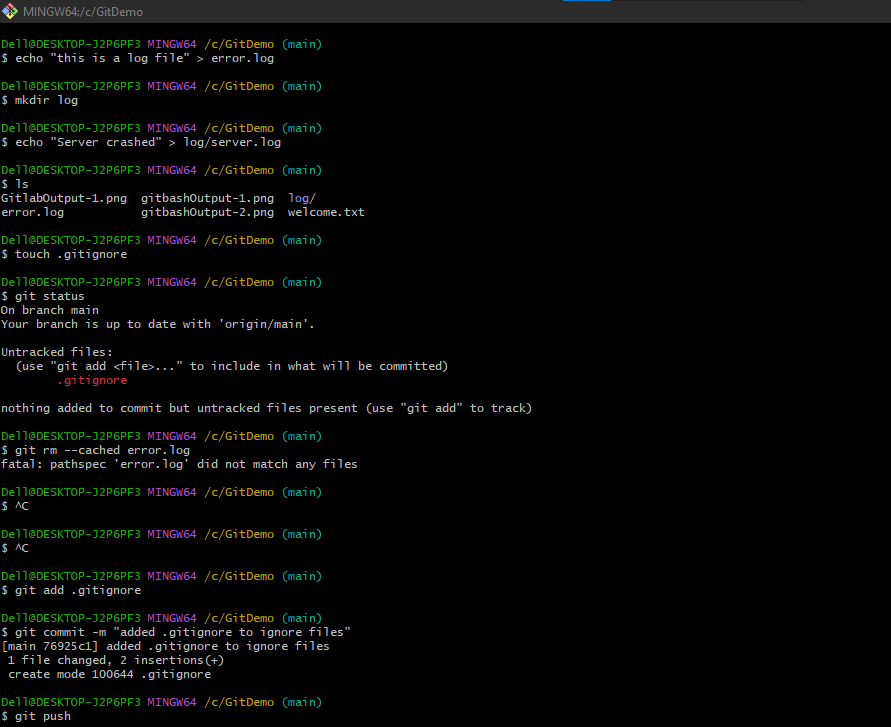 MINGW64:/c/GitDemo
Dell@DESKTOP-J2P6PF3 MINGW64 /c/GitDemo (main)
$ echo "this is a log file" > error.log
Dell@DESKTOP-J2P6PF3 MINGW64 /c/GitDemo (main)
$ mkdir log
Dell@DESKTOP-J2P6PF3 MINGW64 /c/GitDemo (main)
$ echo "Server crashed" > log/server.log
Dell@DESKTOP-J2P6PF3 MINGW64 /c/GitDemo (main)
$ ls
GitlabOutput-1.png  gitbashOutput-1.png  log/
error.log           gitbashOutput-2.png  welcome.txt
Dell@DESKTOP-J2P6PF3 MINGW64 /c/GitDemo (main)
$ touch .gitignore
Dell@DESKTOP-J2P6PF3 MINGW64 /c/GitDemo (main)
$ git status
On branch main
Your branch is up to date with 'origin/main'.
Untracked files:
  (use "git add <file>..." to include in what will be committed)
        .gitignore
nothing added to commit but untracked files present (use "git add" to track)
Dell@DESKTOP-J2P6PF3 MINGW64 /c/GitDemo (main)
$ git rm --cached error.log
fatal: pathspec 'error.log' did not match any files
Dell@DESKTOP-J2P6PF3 MINGW64 /c/GitDemo (main)
$ ^C
Dell@DESKTOP-J2P6PF3 MINGW64 /c/GitDemo (main)
$ ^C
Dell@DESKTOP-J2P6PF3 MINGW64 /c/GitDemo (main)
$ git add .gitignore
Dell@DESKTOP-J2P6PF3 MINGW64 /c/GitDemo (main)
$ git commit -m "added .gitignore to ignore files"
[main 76925c1] added .gitignore to ignore files
 1 file changed, 2 insertions(+)
 create mode 100644 .gitignore
Dell@DESKTOP-J2P6PF3 MINGW64 /c/GitDemo (main)
$ git push